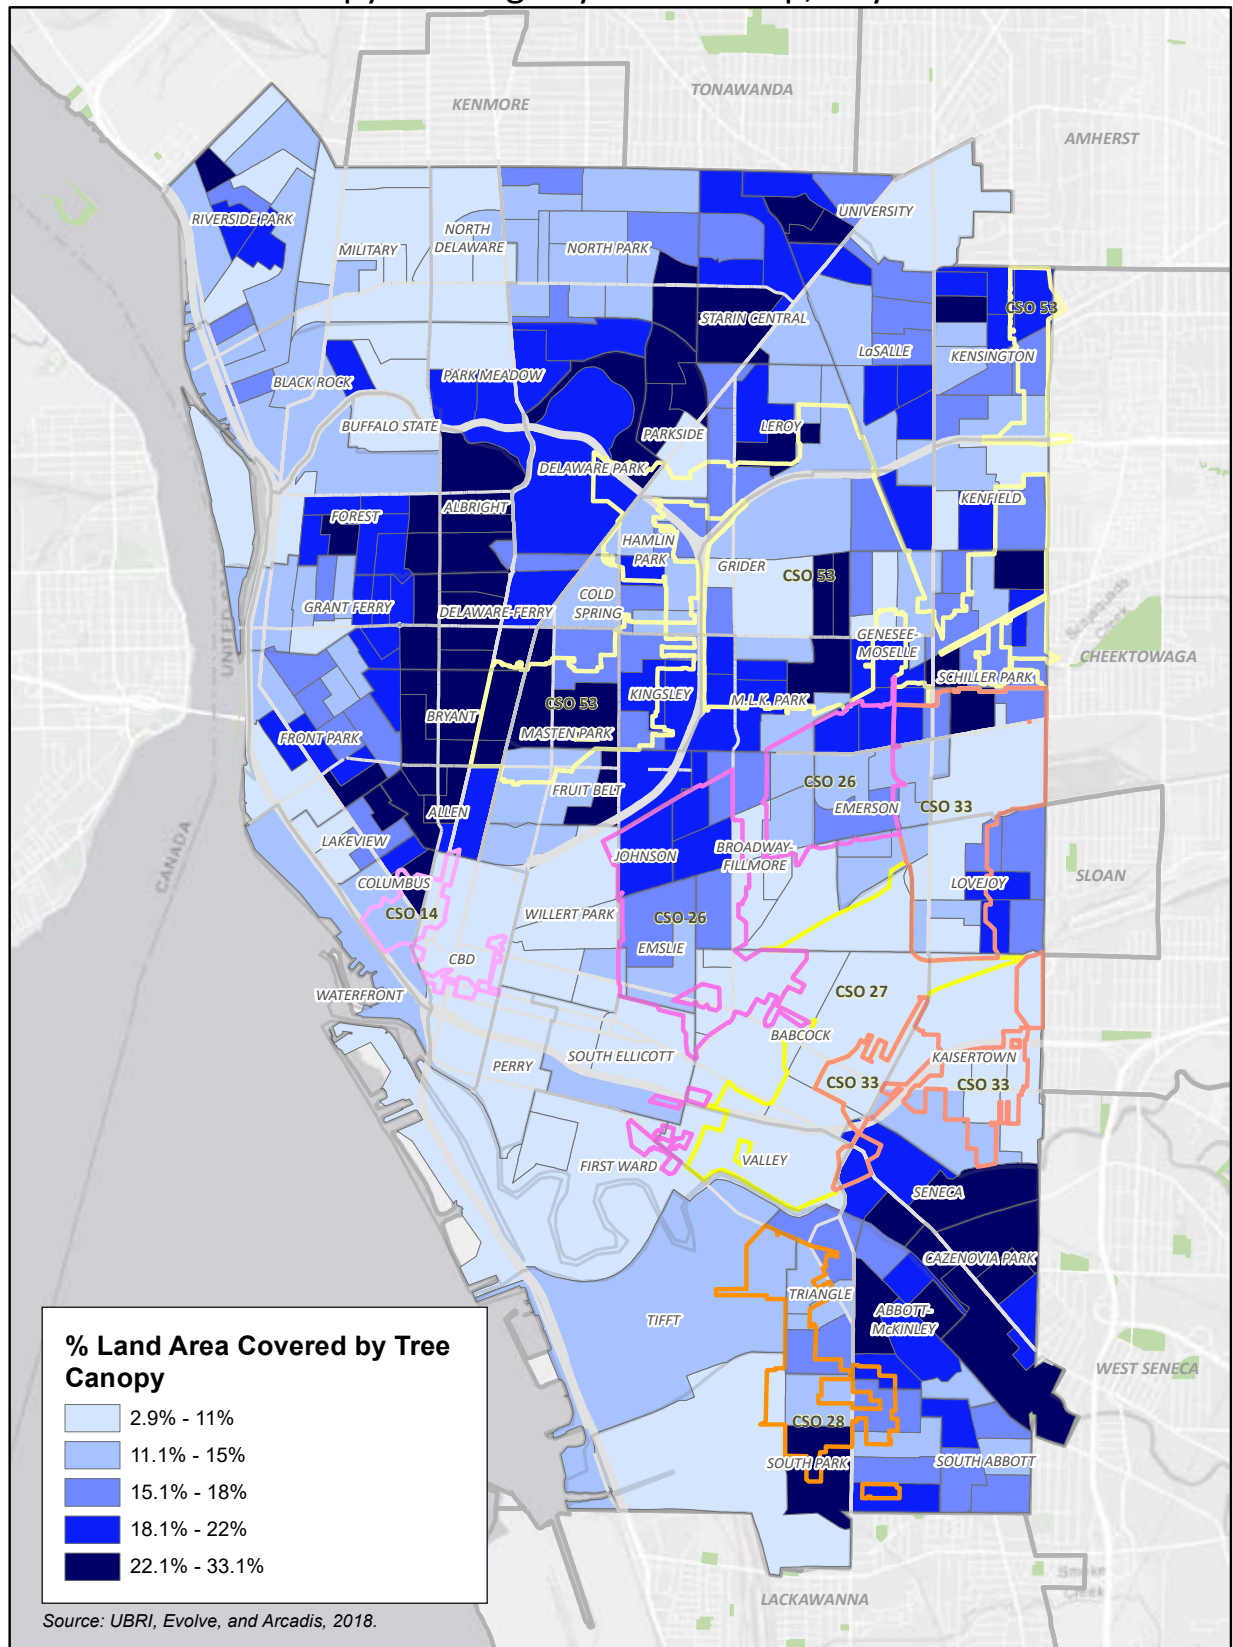 KENMORE
TONAWANDA
AMHERST
RIVERSIDE PARK
UNIVERSITY
NORTH
DELAWARE
MILITARY
NORTH PARK
CSO 53
STARIN CENTRAL
LaSALLE
KENSINGTON
PARK MEADOW
BLACK ROCK
BUFFALO STATE
PARKSIDE
LEROY
DELAWARE PARK
KENFIELD
ALBRIGHT
FOREST
HAMLIN
PARK
GRIDER
CSO 53
COLD
SPRING
GRANT FERRY
DELAWARE-FERRY
GENESEE-
MOSELLE
CHEEKTOWAGA
SCHILLER PARK
KINGSLEY
M.L.K. PARK
CSO 53
BRYANT
MASTEN PARK
FRONT PARK
CSO 26
FRUIT BELT
EMERSON
CSO 33
ALLEN
LAKEVIEW
JOHNSON
BROADWAY-
FILLMORE
CANADA
COLUMBUS
LOVEJOY
SLOAN
CSO 14
WILLERT PARK
CSO 26
EMSLIE
CBD
WATERFRONT
CSO 27
BABCOCK
SOUTH ELLICOTT
KAISERTOWN
PERRY
CSO 33
CSO 33
FIRST WARD
VALLEY
SENECA
CAZENOVIA PARK
TRIANGLE
TIFFT
ABBOTT-
McKINLEY
WEST SENECA
CSO 28
SOUTH PARK
SOUTH ABBOTT
LACKAWANNA
% Land Area Covered by Tree
Canopy
2.9% - 11%
11.1% - 15%
15.1% - 18%
18.1% - 22%
22.1% - 33.1%
Source: UBRI, Evolve, and Arcadis, 2018.